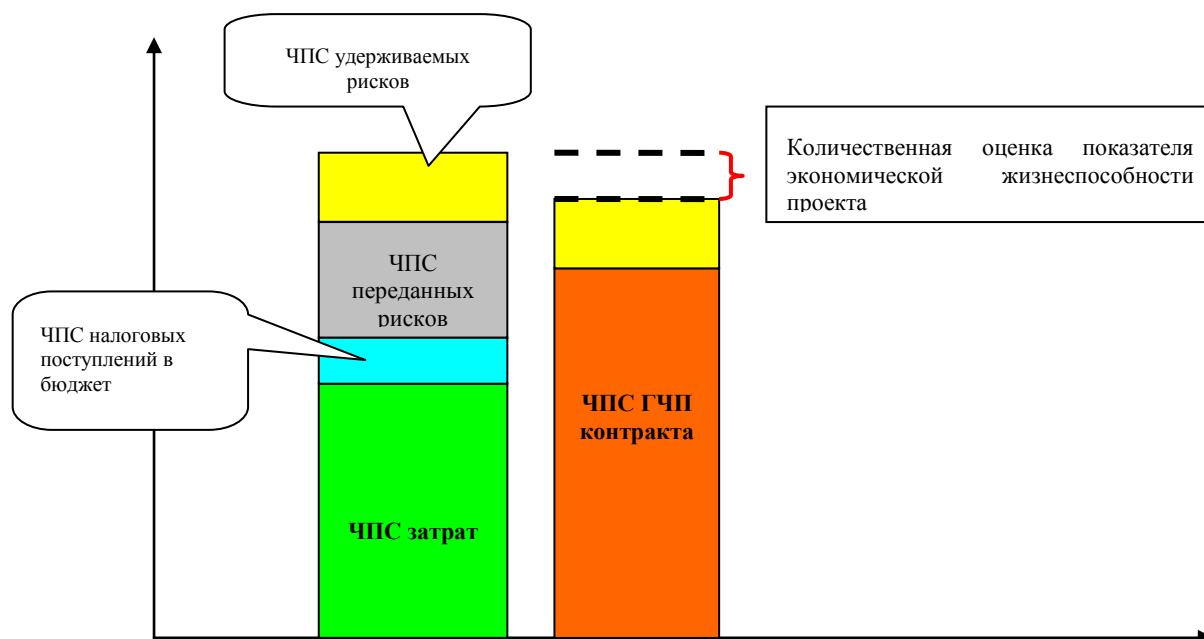 ЧПС удерживаемых
рисков
Количественная оценка показателя
экономической жизнеспособности
проекта
ЧПС
переданных
рисков
ЧПС налоговых
поступлений в
бюджет
ЧПС ГЧП
контракта
ЧПС затрат